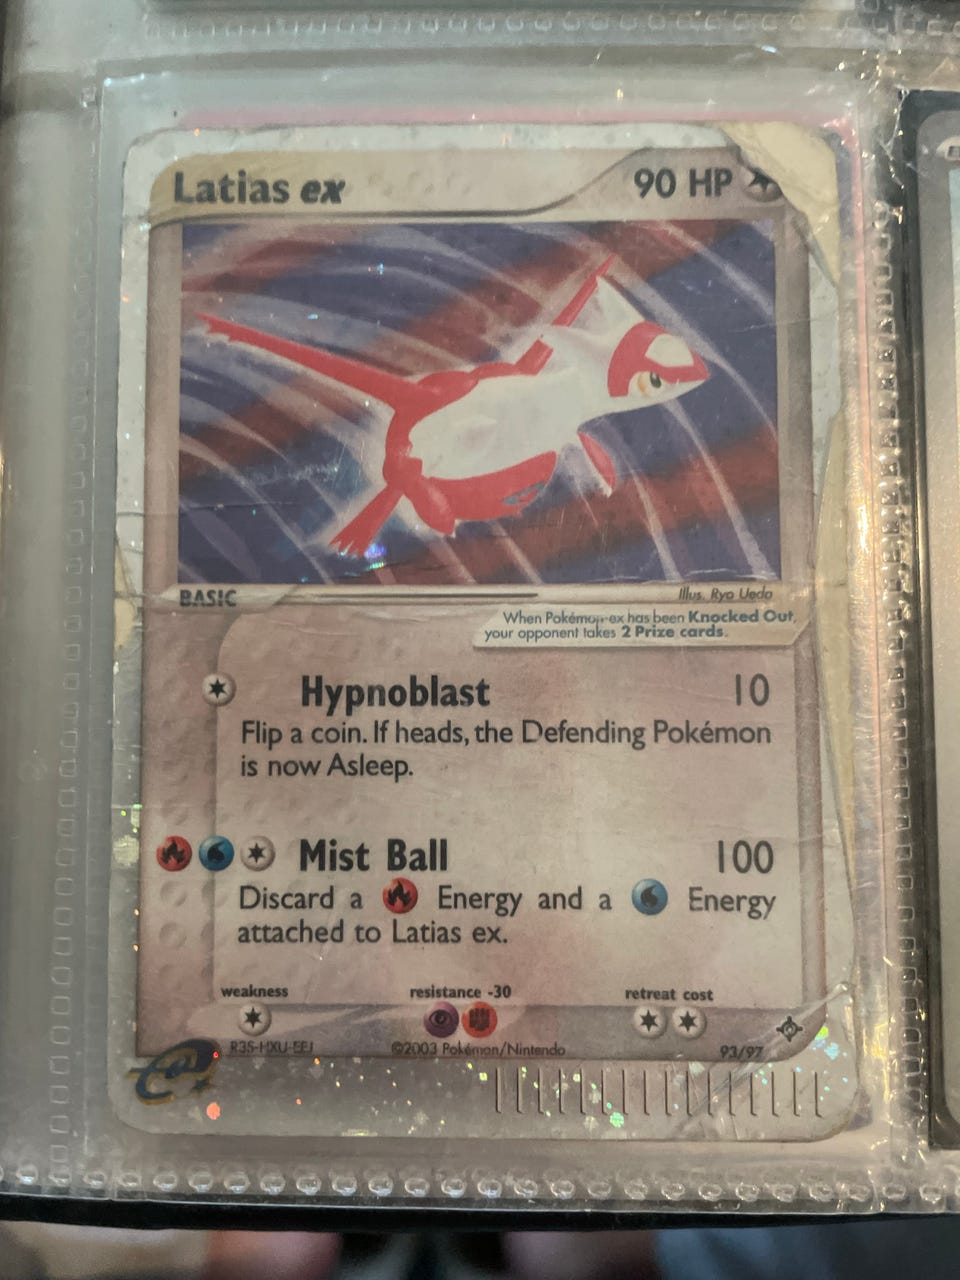 Latias ex 90 HP
BASIC
Illus. Ryo Ueda
When Pokémon-ex has been Knocked Out,
your opponent takes 2 Prize cards.
Hypnoblast 10
Flip a coin. If heads, the Defending Pokémon
is now Asleep.
Mist Ball 100
Discard a Energy and a Energy
attached to Latias ex.
weakness resistance -30 retreat cost
©2003 Pokémon/Nintendo 93/97